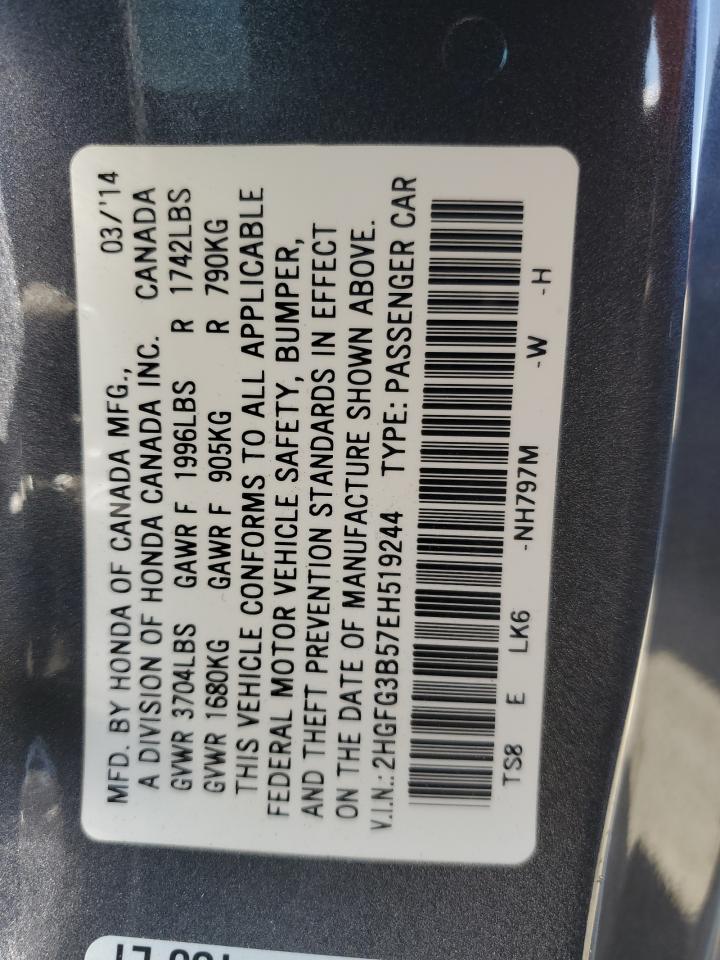 MFD. BY HONDA OF CANADA MFG., 03/'14
A DIVISION OF HONDA CANADA INC. CANADA
GVWR 3704LBS GAWR F 1996LBS R 1742LBS
GVWR 1680KG GAWR F 905KG R 790KG
THIS VEHICLE CONFORMS TO ALL APPLICABLE
FEDERAL MOTOR VEHICLE SAFETY, BUMPER,
AND THEFT PREVENTION STANDARDS IN EFFECT
ON THE DATE OF MANUFACTURE SHOWN ABOVE.
V.I.N.: 2HGFG3B57EH519244 TYPE: PASSENGER CAR
TS8 E LK6 -NH797M -W -H